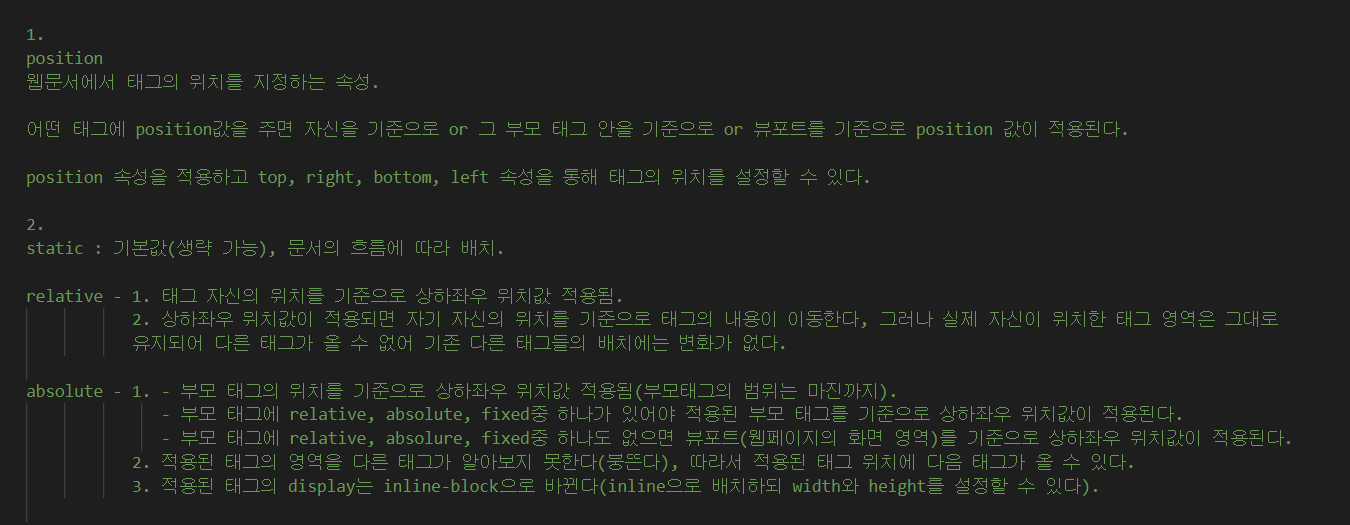 1.
position
웹문서에서 태그의 위치를 지정하는 속성.
어떤 태그에 position값을 주면 자신을 기준으로 or 그 부모 태그 안을 기준으로 or 뷰포트를 기준으로 position 값이 적용된다.
position 속성을 적용하고 top, right, bottom, left 속성을 통해 태그의 위치를 설정할 수 있다.
2.
static : 기본값(생략 가능), 문서의 흐름에 따라 배치.
relative - 1. 태그 자신의 위치를 기준으로 상하좌우 위치값 적용됨.
2. 상하좌우 위치값이 적용되면 자기 자신의 위치를 기준으로 태그의 내용이 이동한다, 그러나 실제 자신이 위치한 태그 영역은 그대로
유지되어 다른 태그가 올 수 없어 기존 다른 태그들의 배치에는 변화가 없다.
absolute - 1. - 부모 태그의 위치를 기준으로 상하좌우 위치값 적용됨(부모태그의 범위는 마진까지).
- 부모 태그에 relative, absolute, fixed중 하나가 있어야 적용된 부모 태그를 기준으로 상하좌우 위치값이 적용된다.
- 부모 태그에 relative, absolure, fixed중 하나도 없으면 뷰포트(웹페이지의 화면 영역)를 기준으로 상하좌우 위치값이 적용된다.
2. 적용된 태그의 영역을 다른 태그가 알아보지 못한다(붕뜬다), 따라서 적용된 태그 위치에 다음 태그가 올 수 있다.
3. 적용된 태그의 display는 inline-block으로 바뀐다(inline으로 배치하되 width와 height를 설정할 수 있다).